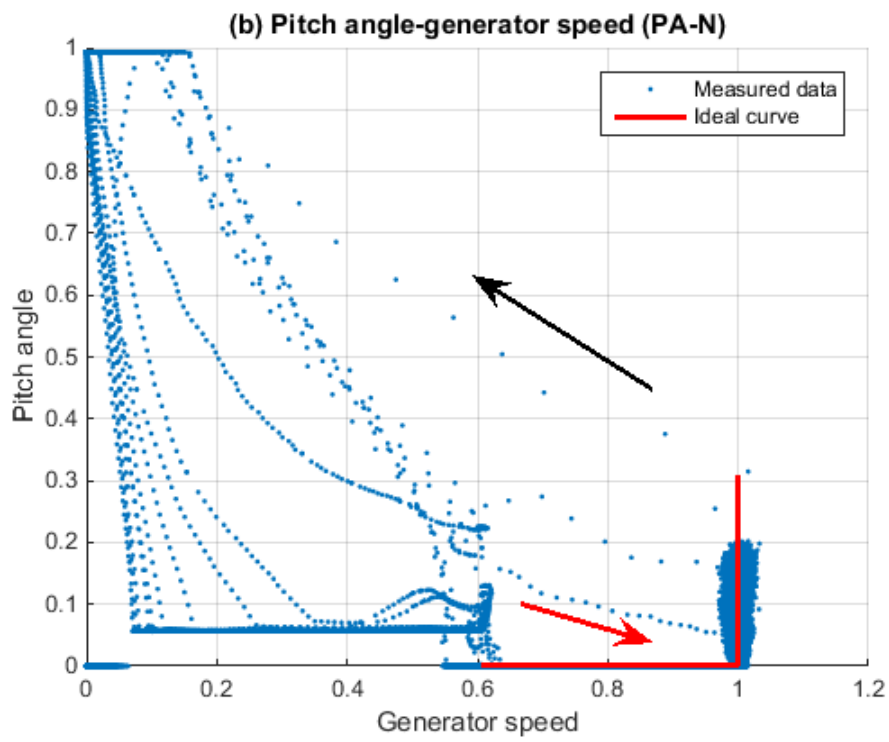 (b) Pitch angle-generator speed (PA-N)
Measured data
Ideal curve
Pitch angle
1
0.9
0.8
0.7
0.6
0.5
0.4
0.3
0.2
0.1
0
0 0.2 0.4 0.6 0.8 1 1.2
Generator speed